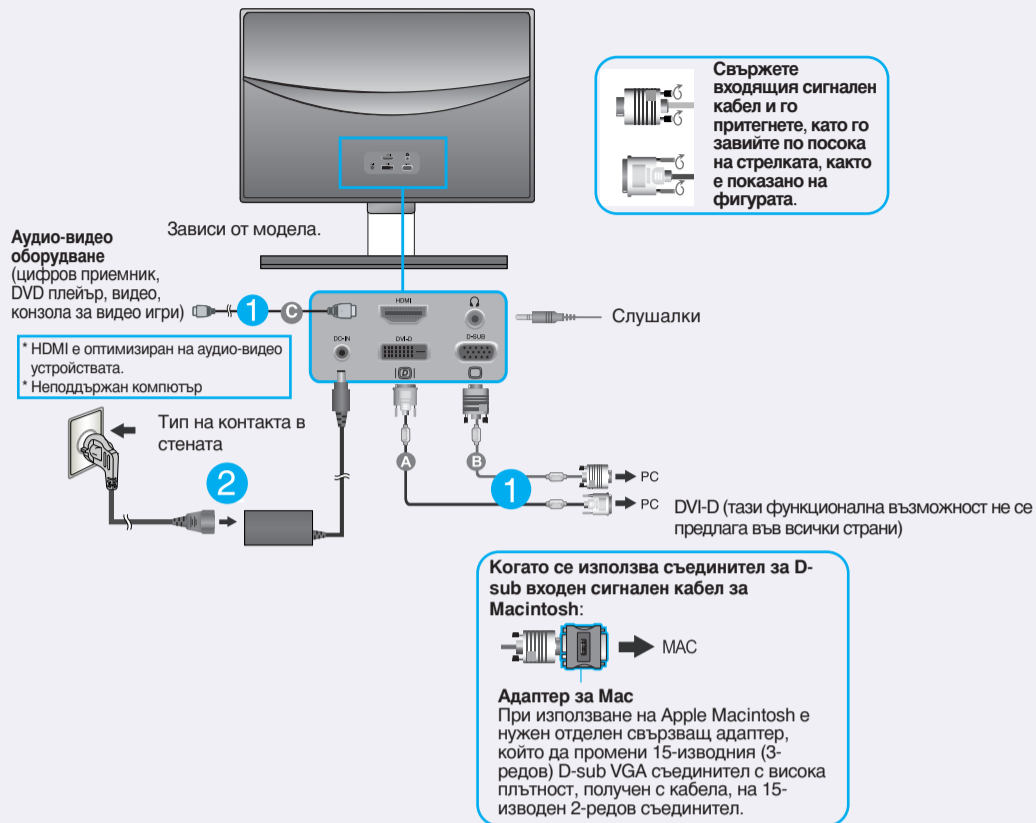 Свържете
входящия сигнален
кабел и го
притегнете, като го
завийте по посока
на стрелката, както
е показано на
фигурата.
Зависи от модела.
Аудио-видео
оборудване
(цифров приемник,
DVD плейър, видео,
конзола за видео игри)
1
C
HDMI
DC-IN
DVI-D
D-SUB
Слушалки
* HDMI е оптимизиран на аудио-видео
устройствата.
* Неподдържан компютър
Тип на контакта в
стената
2
A
B
1
PC
PC
DVI-D (тази функционална възможност не се
предлага във всички страни)
Когато се използва съединител за D-
sub входен сигнален кабел за
Macintosh:
MAC
Адаптер за Mac
При използване на Apple Macintosh е
нужен отделен свързващ адаптер,
който да промени 15-изводния (3-
редов) D-sub VGA съединител с висока
плътност, получен с кабела, на 15-
изводен 2-редов съединител.